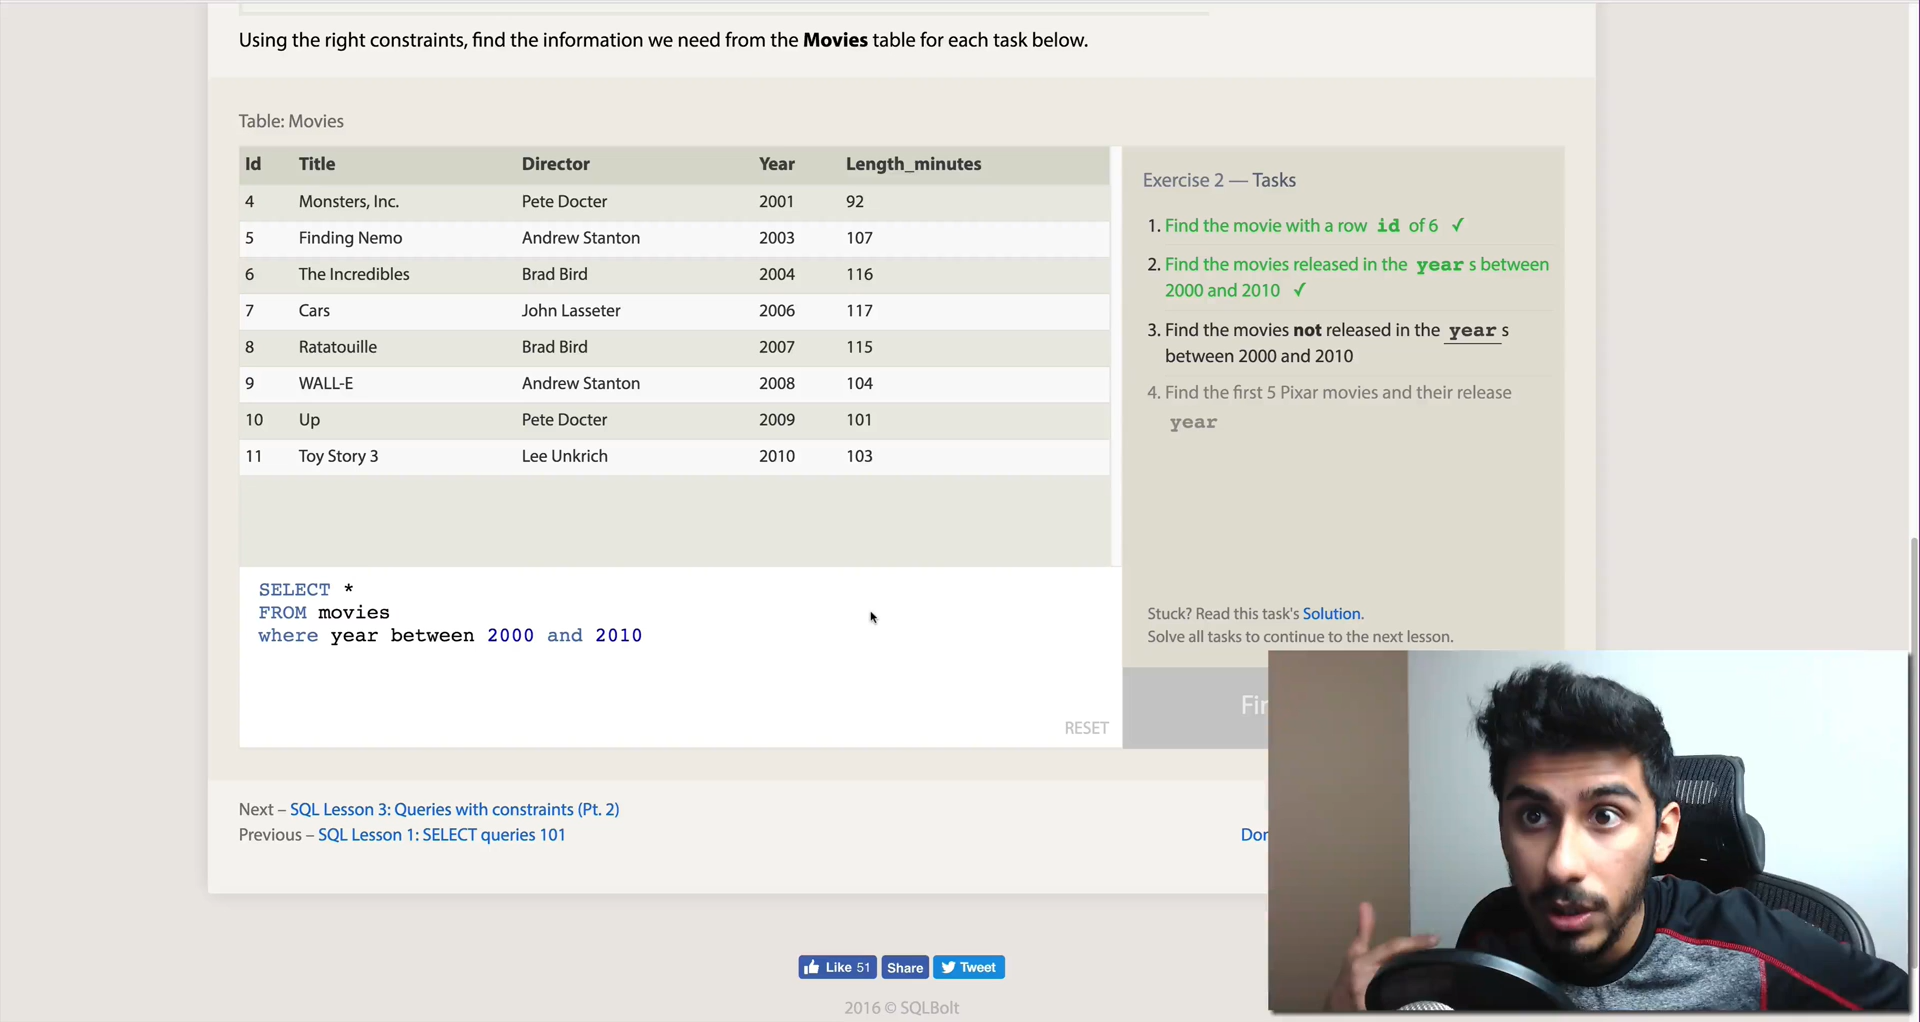 Using the right constraints, find the information we need from the Movies table for each task below.
Table: Movies
Id Title Director Year Length_minutes
4 Monsters, Inc. Pete Docter 2001 92
5 Finding Nemo Andrew Stanton 2003 107
6 The Incredibles Brad Bird 2004 116
7 Cars John Lasseter 2006 117
8 Ratatouille Brad Bird 2007 115
9 WALL-E Andrew Stanton 2008 104
10 Up Pete Docter 2009 101
11 Toy Story 3 Lee Unkrich 2010 103
SELECT *
FROM movies
where year between 2000 and 2010
RESET
Exercise 2 — Tasks
1. Find the movie with a row id of 6 ✓
2. Find the movies released in the year s between
2000 and 2010 ✓
3. Find the movies not released in the year s
between 2000 and 2010
4. Find the first 5 Pixar movies and their release
year
Stuck? Read this task's Solution.
Solve all tasks to continue to the next lesson.
Next – SQL Lesson 3: Queries with constraints (Pt. 2)
Previous – SQL Lesson 1: SELECT queries 101
Like 51 Share Tweet
2016 © SQLBolt